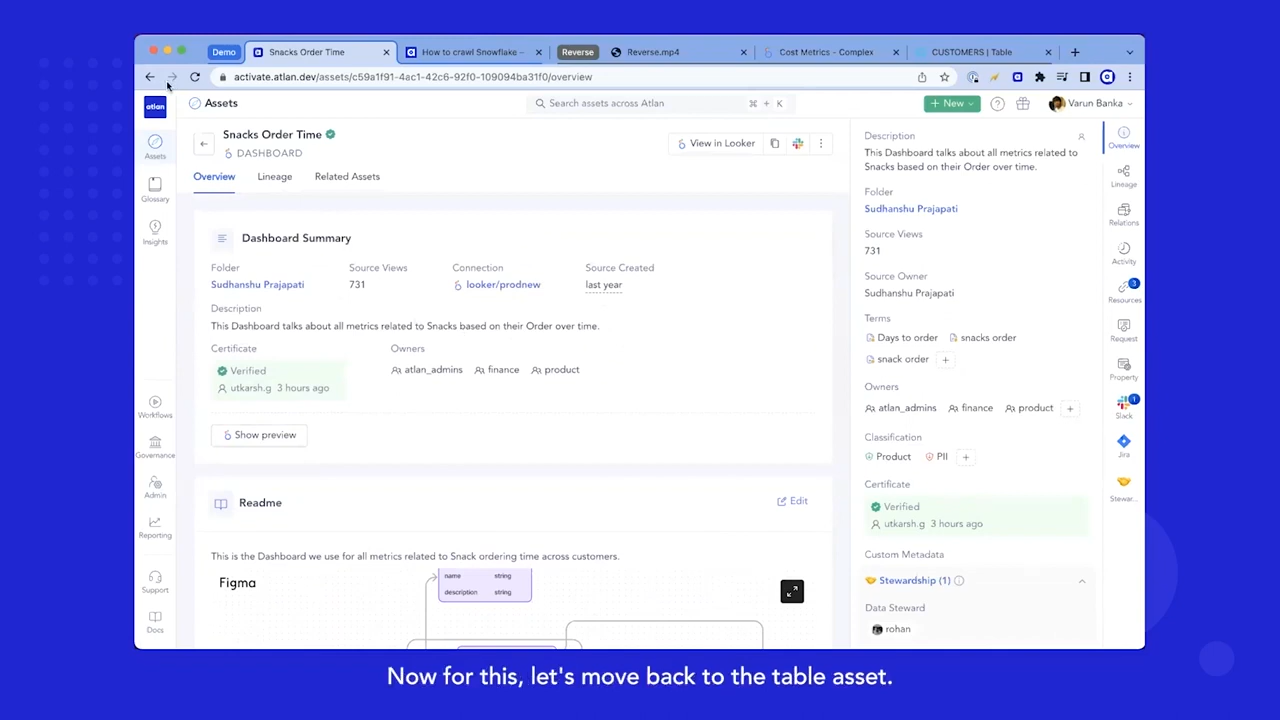 Demo
Snacks Order Time
How to crawl Snowflake -
Reverse
Reverse.mp4
Cost Metrics - Complex
CUSTOMERS | Table
activate.atlan.dev/assets/c59a1f91-4ac1-42c6-92f0-109094ba31f0/overview
atlan
Assets
Search assets across Atlan
⌘ + K
+ New
Varun Banka
Assets
Glossary
Insights
Workflows
Governance
Admin
Reporting
Support
Docs
Snacks Order Time
DASHBOARD
View in Looker
Overview Lineage Related Assets
Dashboard Summary
Folder Source Views Connection Source Created
Sudhanshu Prajapati 731 looker/prodnew last year
Description
This Dashboard talks about all metrics related to Snacks based on their Order over time.
Certificate Owners
Verified atlan_admins finance product
utkarsh.g 3 hours ago
Show preview
Readme
Edit
This is the Dashboard we use for all metrics related to Snack ordering time across customers.
Figma
name string
description string
Description
This Dashboard talks about all metrics related to
Snacks based on their Order over time.
Folder
Sudhanshu Prajapati
Source Views
731
Source Owner
Sudhanshu Prajapati
Terms
Days to order snacks order
snack order +
Owners
atlan_admins finance product +
Classification
Product PII +
Certificate
Verified
utkarsh.g 3 hours ago
Custom Metadata
Stewardship (1)
Data Steward
rohan
Overview
Lineage
Relations
Activity
3
Resources
Request
Property
1
Slack
Jira
Stewar...
Now for this, let's move back to the table asset.